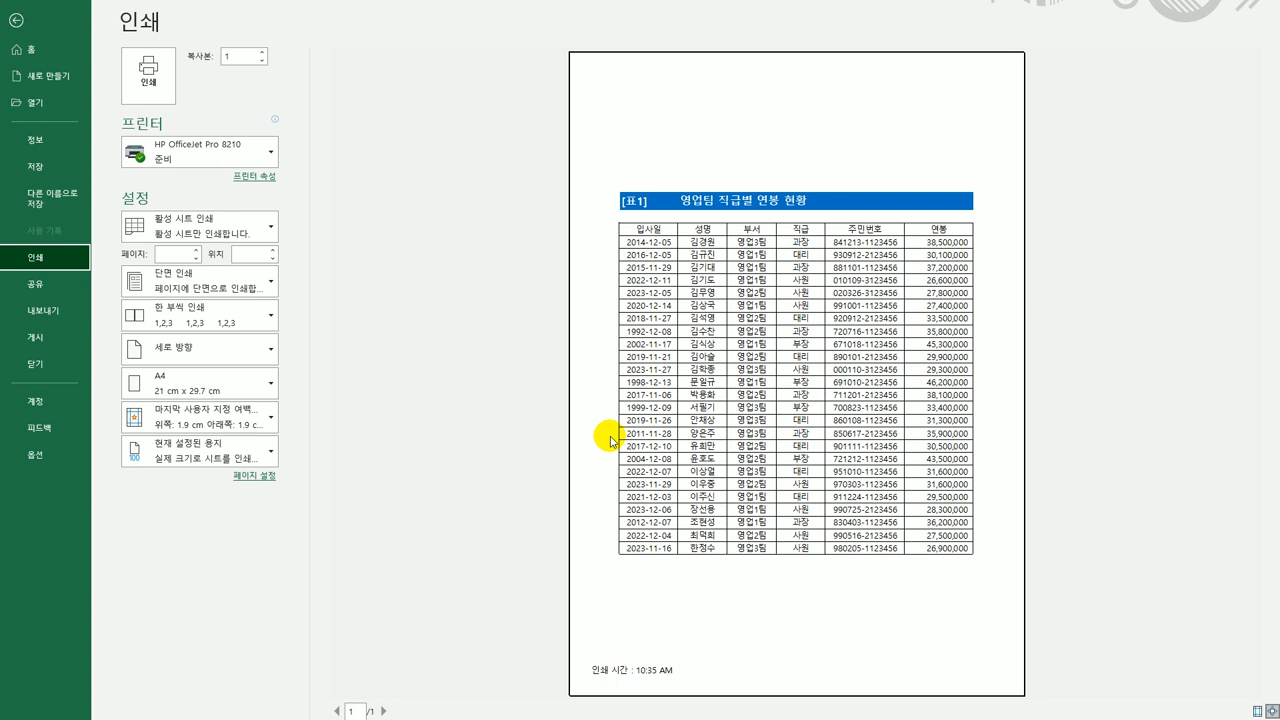 인쇄
홈
새로 만들기
열기
정보
저장
다른 이름으로
저장
사용 기록
인쇄
공유
내보내기
게시
닫기
계정
피드백
옵션
인쇄
복사본: 1
프린터
HP OfficeJet Pro 8210
준비
프린터 속성
설정
활성 시트 인쇄
활성 시트만 인쇄합니다.
페이지: 위치
단면 인쇄
페이지에 단면으로 인쇄합...
한 부씩 인쇄
1,2,3 1,2,3 1,2,3
세로 방향
A4
21 cm x 29.7 cm
마지막 사용자 지정 여백...
위쪽: 1.9 cm 아래쪽: 1.9 c...
현재 설정된 용지
실제 크기로 시트를 인쇄...
100
페이지 설정
[표1] 영업팀 직급별 연봉 현황
입사일 성명 부서 직급 주민번호 연봉
2014-12-05 김경원 영업3팀 과장 841213-1123456 38,500,000
2016-12-05 김규진 영업1팀 대리 930912-2123456 30,100,000
2015-11-29 김기대 영업1팀 과장 881101-1123456 37,200,000
2022-12-11 김기도 영업1팀 사원 010109-3123456 26,600,000
2023-12-05 김무영 영업2팀 사원 020326-3123456 27,800,000
2020-12-14 김상국 영업1팀 사원 991001-1123456 27,400,000
2018-11-27 김석영 영업2팀 대리 920912-2123456 33,500,000
1992-12-08 김수찬 영업2팀 과장 720716-1123456 35,800,000
2002-11-17 김식상 영업1팀 부장 671018-1123456 45,300,000
2019-11-21 김아슬 영업2팀 대리 890101-2123456 29,900,000
2023-11-27 김학종 영업3팀 사원 000110-3123456 29,300,000
1998-12-13 문일규 영업1팀 부장 691010-2123456 46,200,000
2017-11-06 박용화 영업2팀 과장 711201-2123456 38,100,000
1999-12-09 서필기 영업3팀 부장 700823-1123456 33,400,000
2019-11-26 안채상 영업3팀 대리 860108-1123456 31,300,000
2011-11-28 양은주 영업3팀 과장 850617-2123456 35,900,000
2017-12-10 유희만 영업2팀 대리 901111-1123456 30,500,000
2004-12-08 윤호도 영업2팀 부장 721212-2123456 43,500,000
2022-12-07 이상열 영업3팀 대리 951010-1123456 31,600,000
2023-11-29 이우중 영업2팀 사원 970303-1123456 31,600,000
2021-12-03 이주신 영업1팀 대리 911224-1123456 29,500,000
2023-12-06 장선용 영업1팀 사원 990725-2123456 28,300,000
2012-12-07 조현성 영업1팀 과장 830403-1123456 36,200,000
2022-12-04 최덕희 영업2팀 사원 990516-2123456 27,500,000
2023-11-16 한정수 영업3팀 사원 980205-1123456 26,900,000
인쇄 시간 : 10:35 AM
1 /1